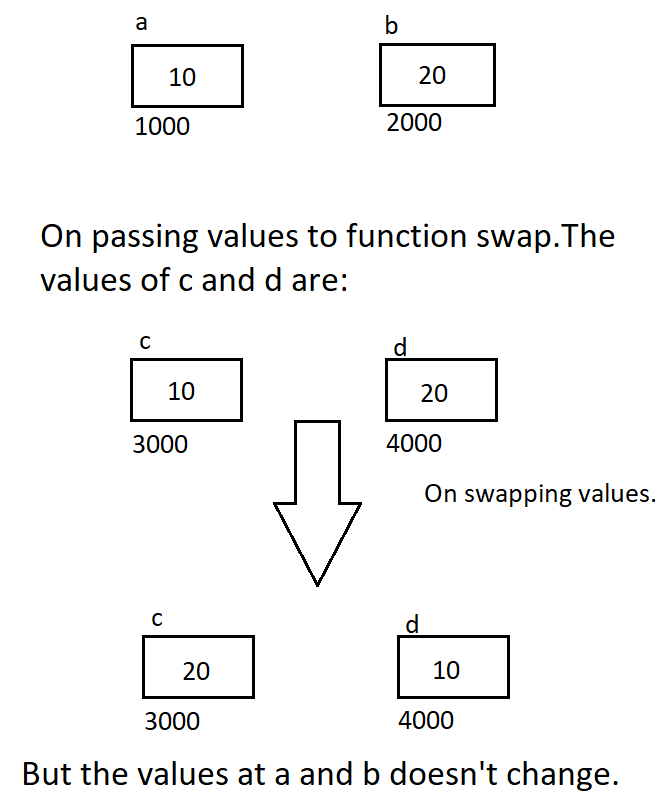 a b
10 20
1000 2000
On passing values to function swap.The
values of c and d are:
c d
10 20
3000 4000
On swapping values.
c d
20 10
3000 4000
But the values at a and b doesn't change.